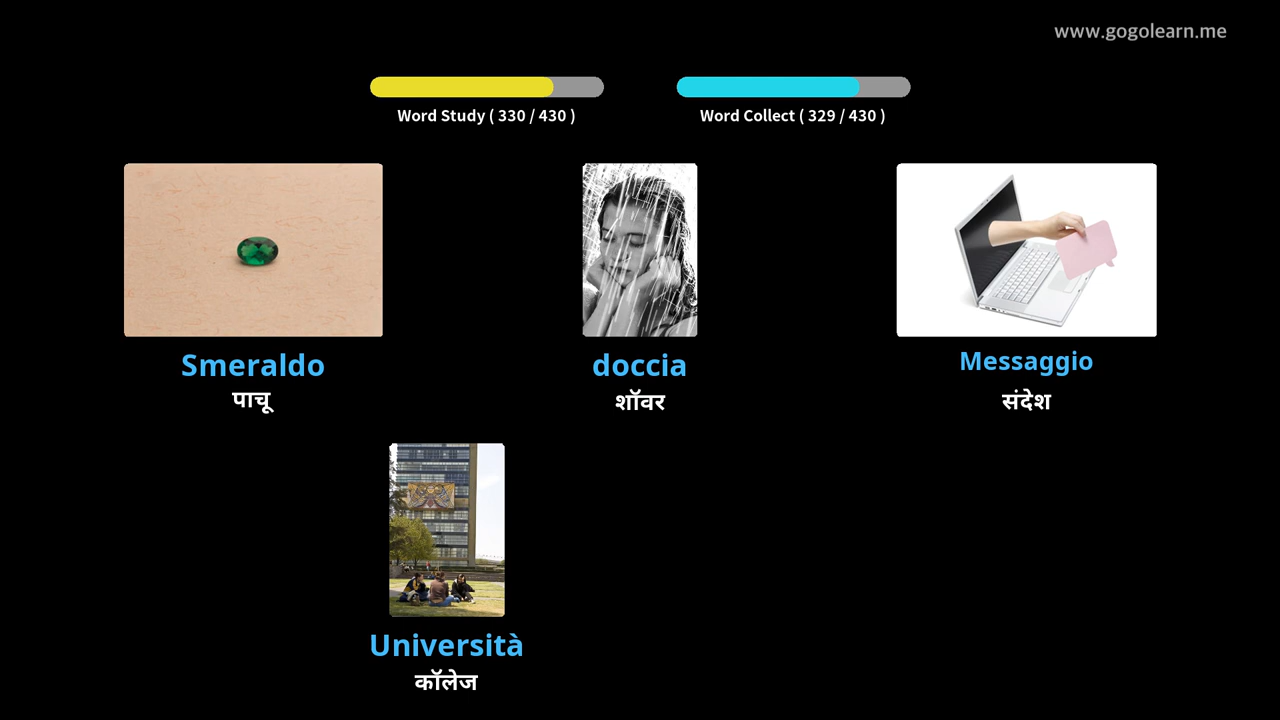 www.gogolearn.me
Word Study ( 330 / 430 )
Word Collect ( 329 / 430 )
Smeraldo
पाचू
doccia
शॉवर
Messaggio
संदेश
Università
कॉलेज